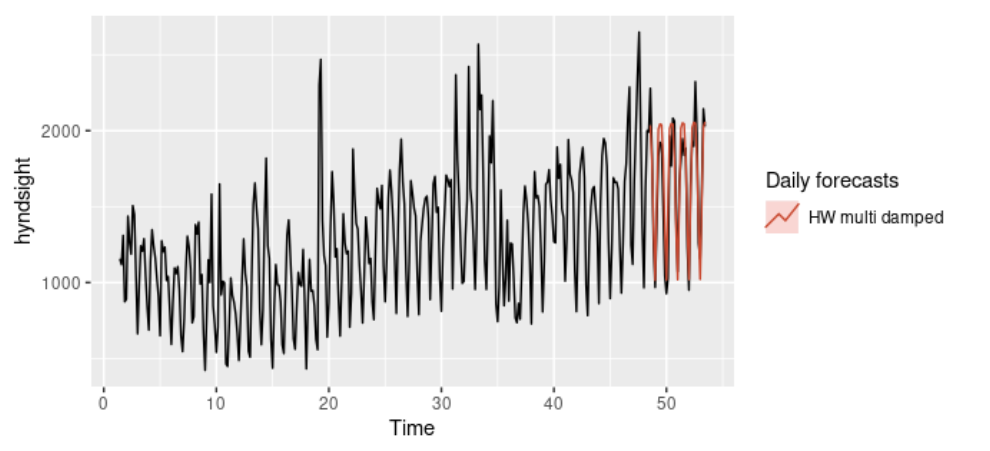 hyndsight
2000
1000
0 10 20 30 40 50
Time
Daily forecasts
HW multi damped